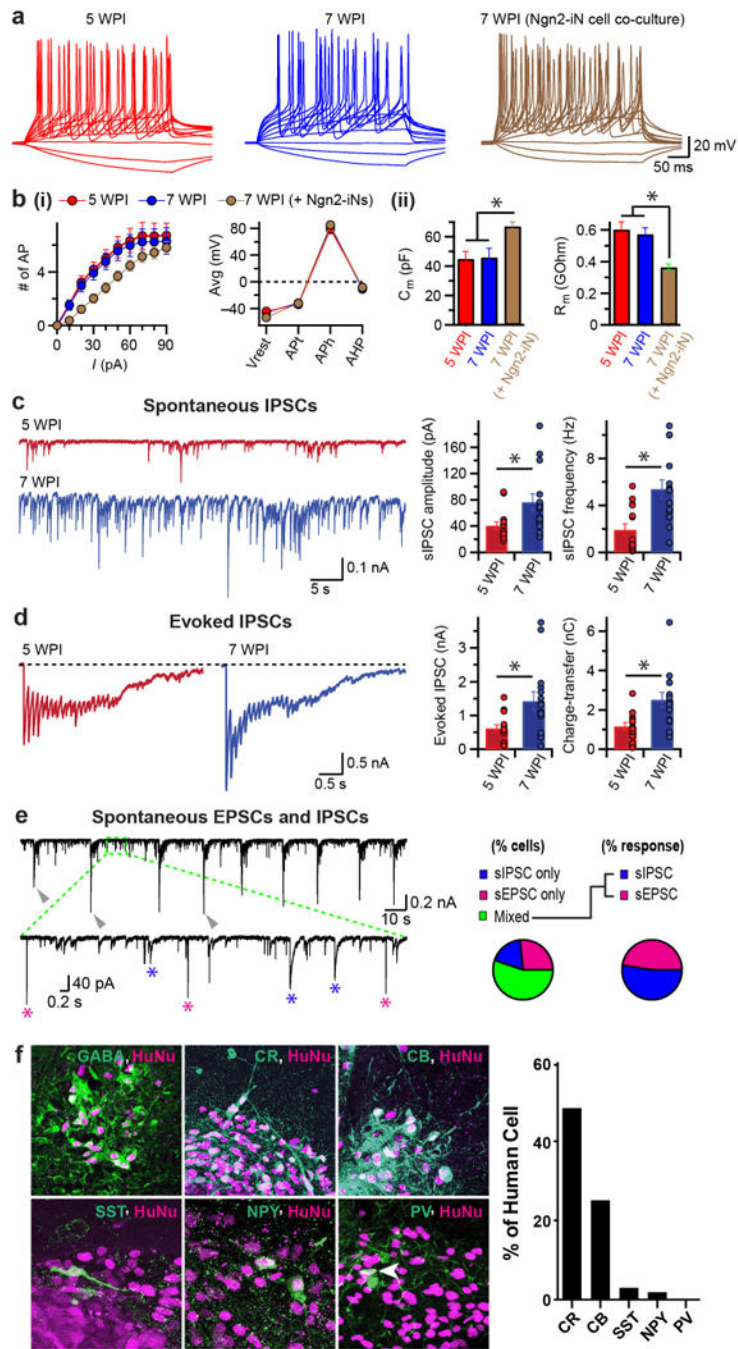 a
5 WPI
7 WPI
7 WPI (Ngn2-iN cell co-culture)
20 mV
50 ms
b (i)
5 WPI
7 WPI
7 WPI (+ Ngn2-iNs)
(ii)
# of AP
4
0
0
30
60
90
I (pA)
Avg (mV)
80
40
0
−40
Vrest
APt
APh
AHP
Cm (pF)
60
40
20
0
*
5 WPI
7 WPI
7 WPI
(+ Ngn2-iN)
Rm (GOhm)
0.6
0.4
0.2
0.0
*
5 WPI
7 WPI
7 WPI
(+ Ngn2-iN)
c
Spontaneous IPSCs
5 WPI
7 WPI
0.1 nA
5 s
sIPSC amplitude (pA)
160
120
80
40
0
*
5 WPI
7 WPI
sIPSC frequency (Hz)
8
4
0
*
5 WPI
7 WPI
d
Evoked IPSCs
5 WPI
7 WPI
0.5 nA
0.5 s
0.5 nA
0.5 s
Evoked IPSC (nA)
3
2
1
0
*
5 WPI
7 WPI
Charge-transfer (nC)
6
4
2
0
*
5 WPI
7 WPI
e
Spontaneous EPSCs and IPSCs
0.2 nA
10 s
40 pA
0.2 s
* * * * * *
(% cells)
sIPSC only
sEPSC only
Mixed
(% response)
sIPSC
sEPSC
f
GABA, HuNu
CR, HuNu
CB, HuNu
SST, HuNu
NPY, HuNu
PV, HuNu
% of Human Cell
60
40
20
0
CR
CB
SST
NPY
PV